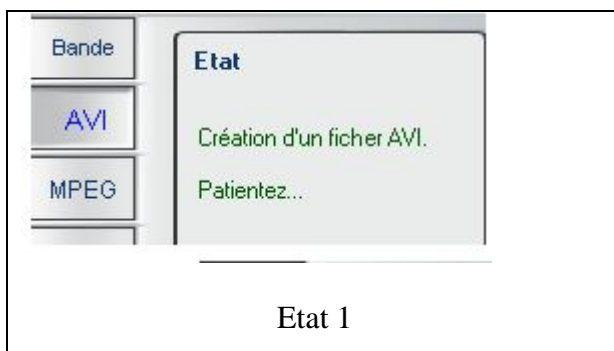 Bande
AVI
MPEG
Etat
Création d'un ficher AVI.
Patientez...
Etat 1